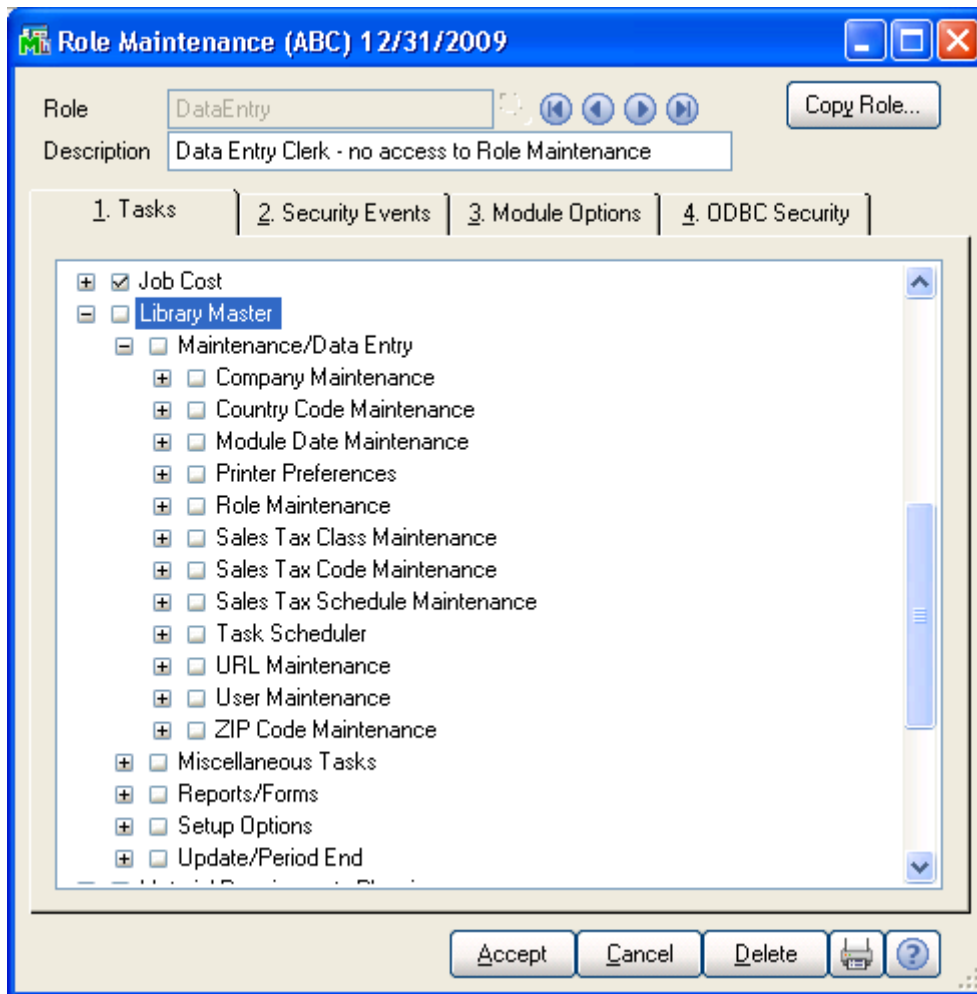 Role Maintenance (ABC) 12/31/2009
Role DataEntry Copy Role...
Description Data Entry Clerk - no access to Role Maintenance
1. Tasks 2. Security Events 3. Module Options 4. ODBC Security
Job Cost
Library Master
Maintenance/Data Entry
Company Maintenance
Country Code Maintenance
Module Date Maintenance
Printer Preferences
Role Maintenance
Sales Tax Class Maintenance
Sales Tax Code Maintenance
Sales Tax Schedule Maintenance
Task Scheduler
URL Maintenance
User Maintenance
ZIP Code Maintenance
Miscellaneous Tasks
Reports/Forms
Setup Options
Update/Period End
Accept Cancel Delete